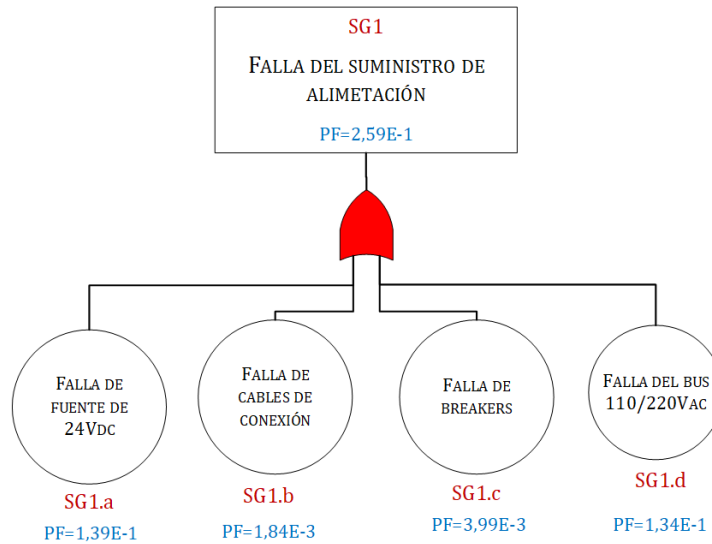 SG1
FALLA DEL SUMINISTRO DE
ALIMETACIÓN
PF=2,59E-1
FALLA DE
FUENTE DE
24VDC
SG1.a
PF=1,39E-1
FALLA DE
CABLES DE
CONEXIÓN
SG1.b
PF=1,84E-3
FALLA DE
BREAKERS
SG1.c
PF=3,99E-3
FALLA DEL BUS
110/220VAC
SG1.d
PF=1,34E-1